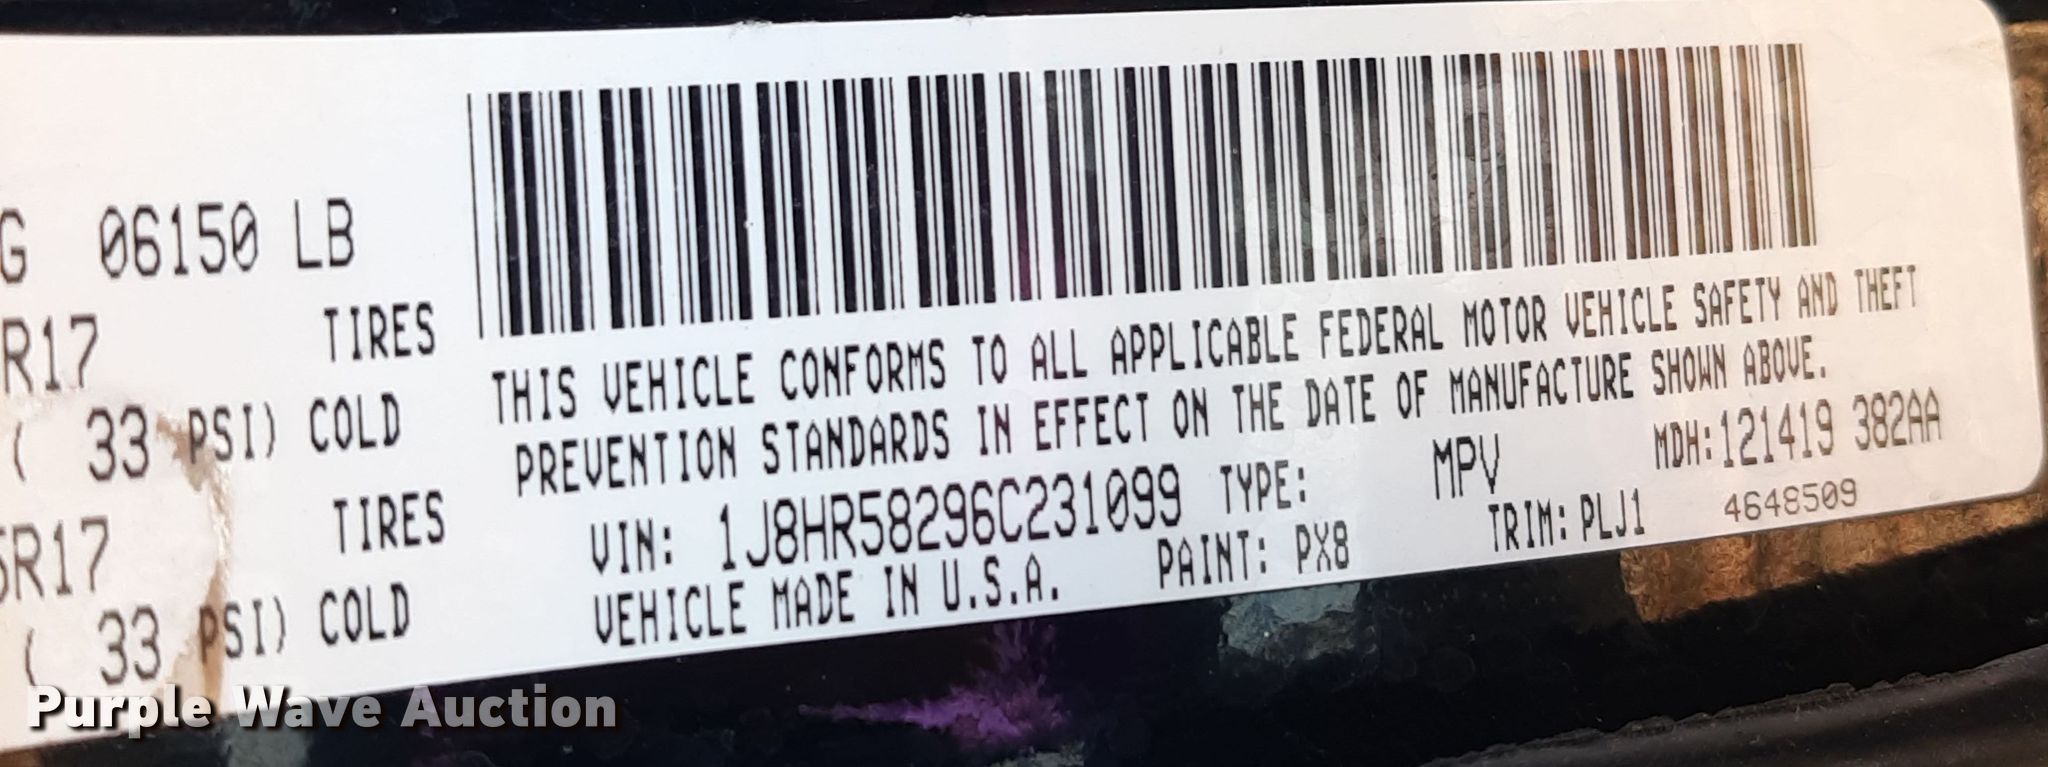 G 06150 LB
R17 TIRES
( 33 PSI) COLD
5R17 TIRES
( 33 PSI) COLD
THIS VEHICLE CONFORMS TO ALL APPLICABLE FEDERAL MOTOR VEHICLE SAFETY AND THEFT
PREVENTION STANDARDS IN EFFECT ON THE DATE OF MANUFACTURE SHOWN ABOVE.
VIN: 1J8HR58296C231099 TYPE: MPV MDH:121419 382AA
VEHICLE MADE IN U.S.A. PAINT: PX8 TRIM: PLJ1 4648509
Purple Wave Auction